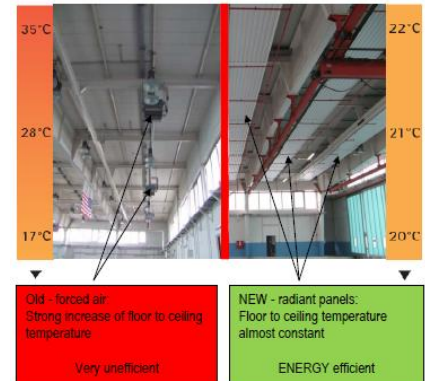 35°C
28°C
17°C
22°C
21°C
20°C
Old - forced air:
Strong increase of floor to ceiling
temperature
Very unefficient
NEW - radiant panels:
Floor to ceiling temperature
almost constant
ENERGY efficient